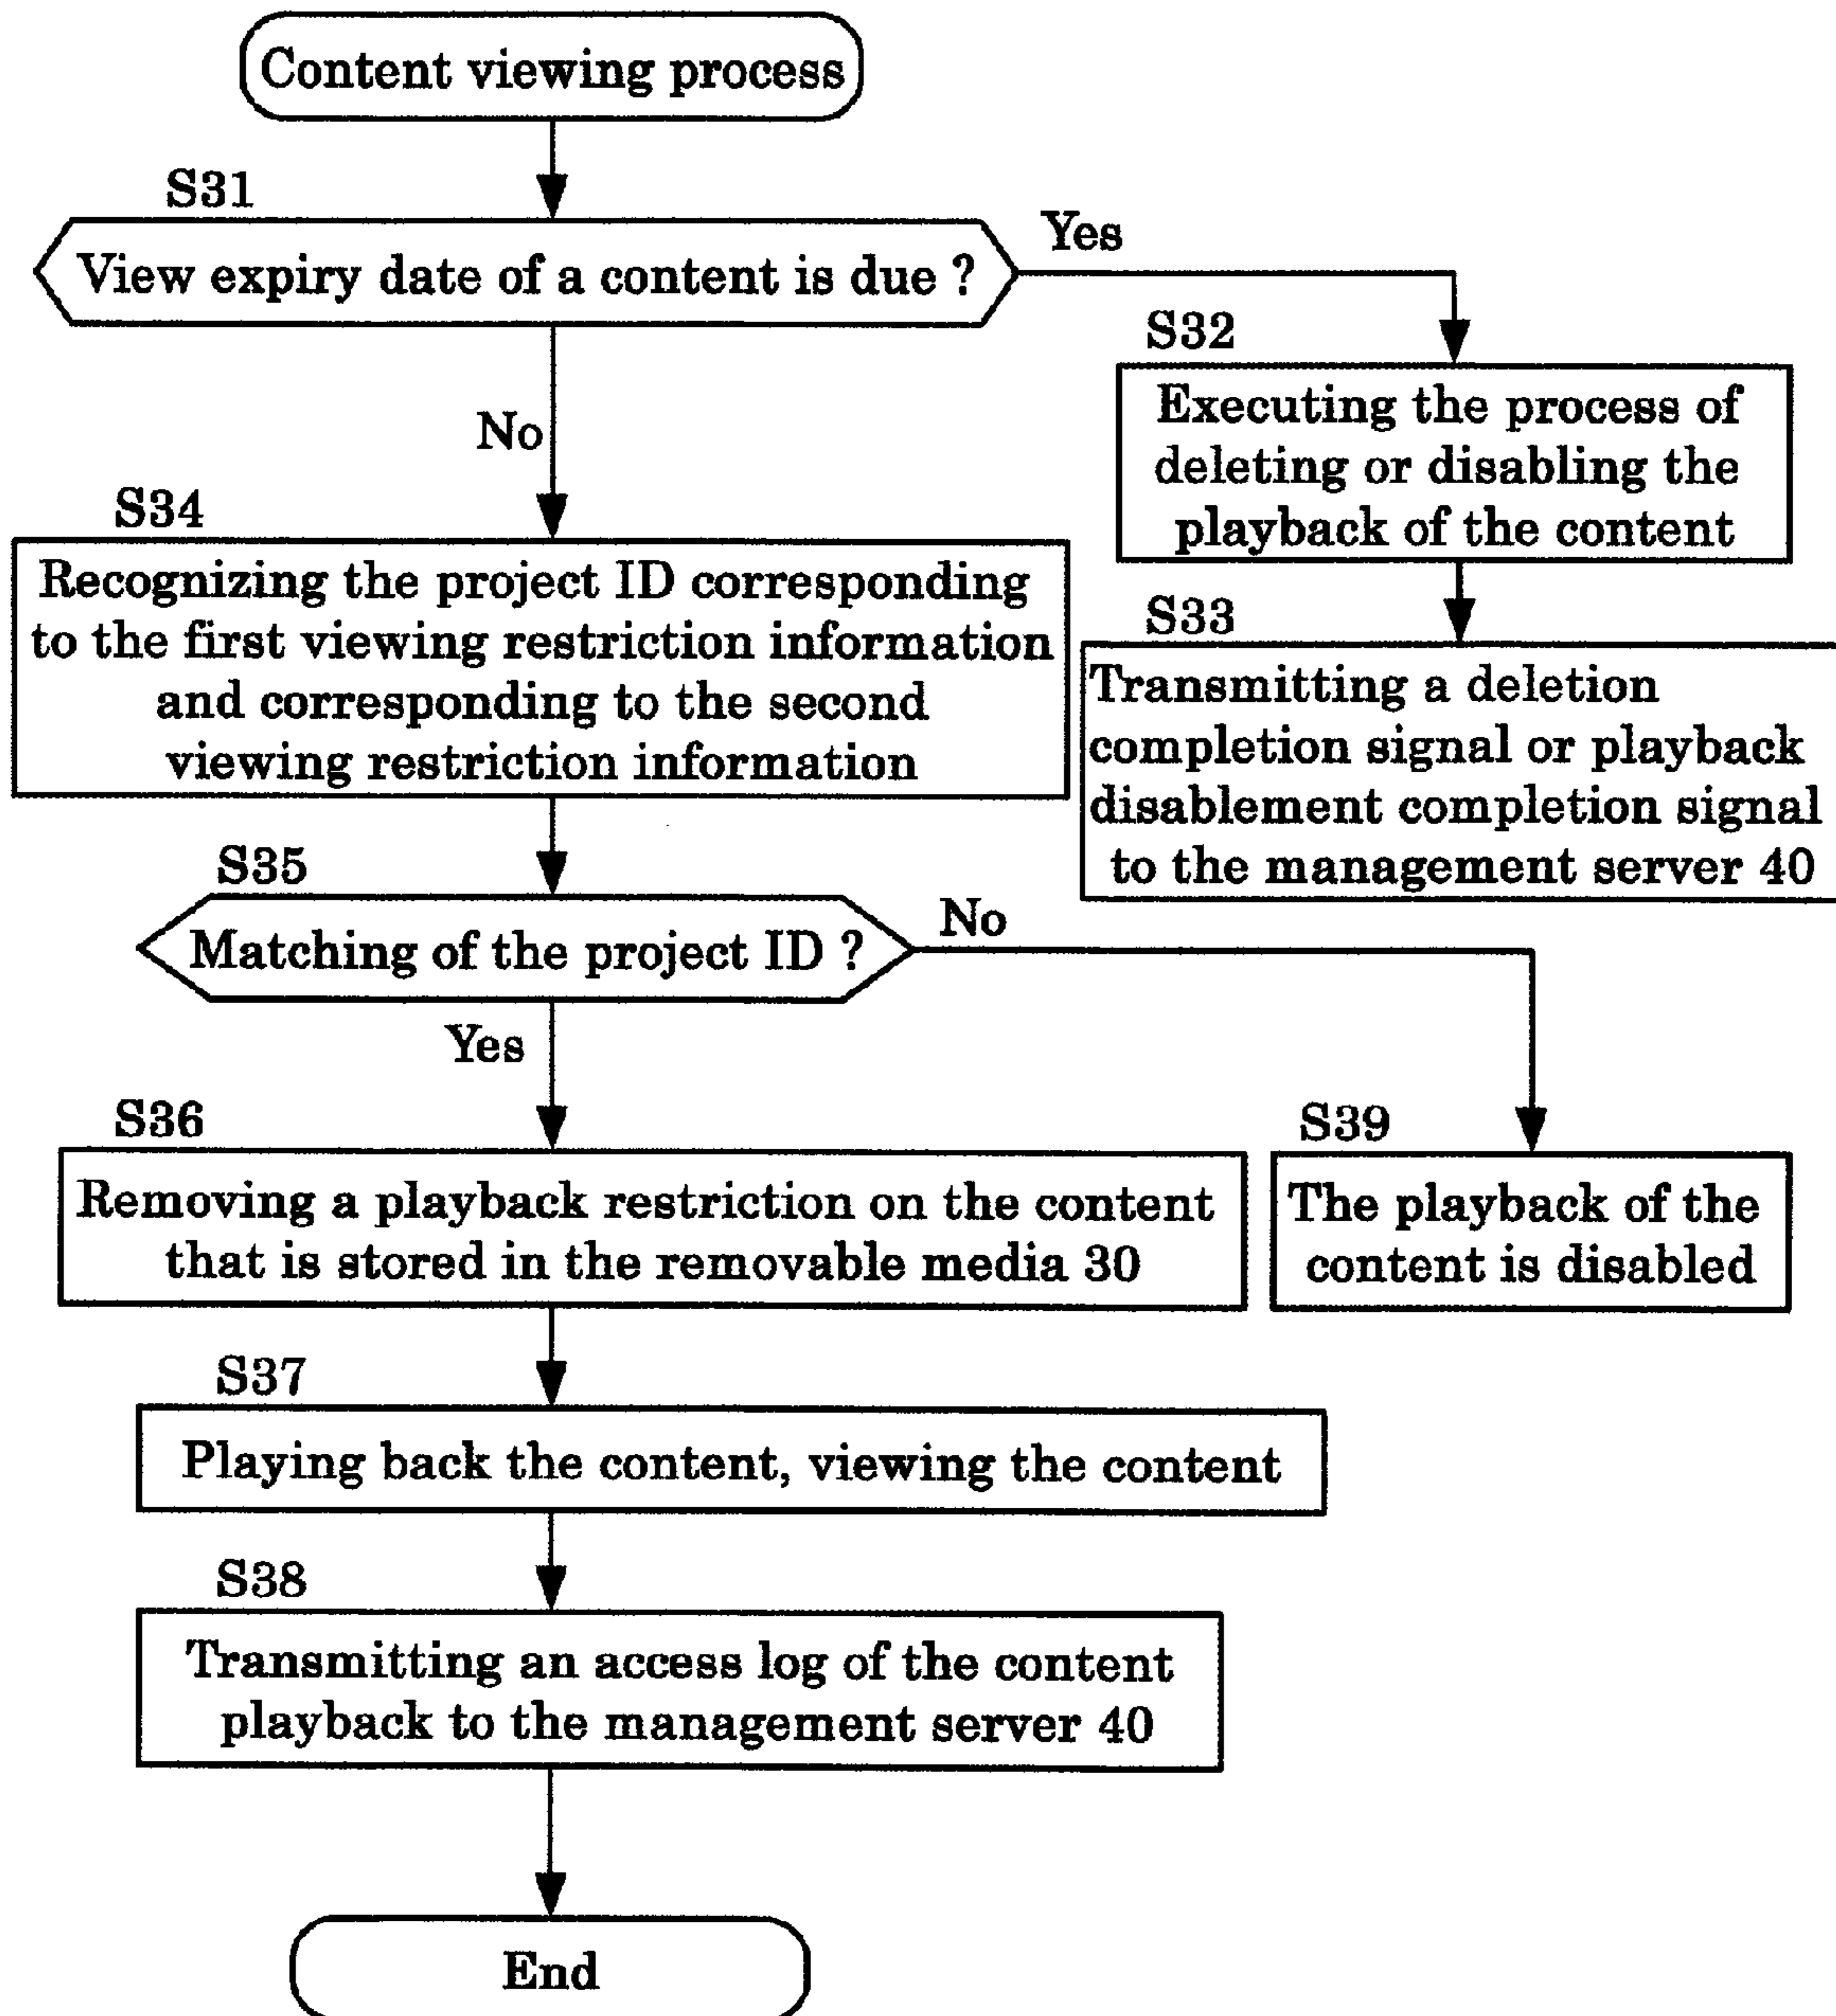 Content viewing process
S31
View expiry date of a content is due ?
Yes
No
S32
Executing the process of
deleting or disabling the
playback of the content
S33
Transmitting a deletion
completion signal or playback
disablement completion signal
to the management server 40
S34
Recognizing the project ID corresponding
to the first viewing restriction information
and corresponding to the second
viewing restriction information
S35
Matching of the project ID ?
No
Yes
S36
Removing a playback restriction on the content
that is stored in the removable media 30
S39
The playback of the
content is disabled
S37
Playing back the content, viewing the content
S38
Transmitting an access log of the content
playback to the management server 40
End